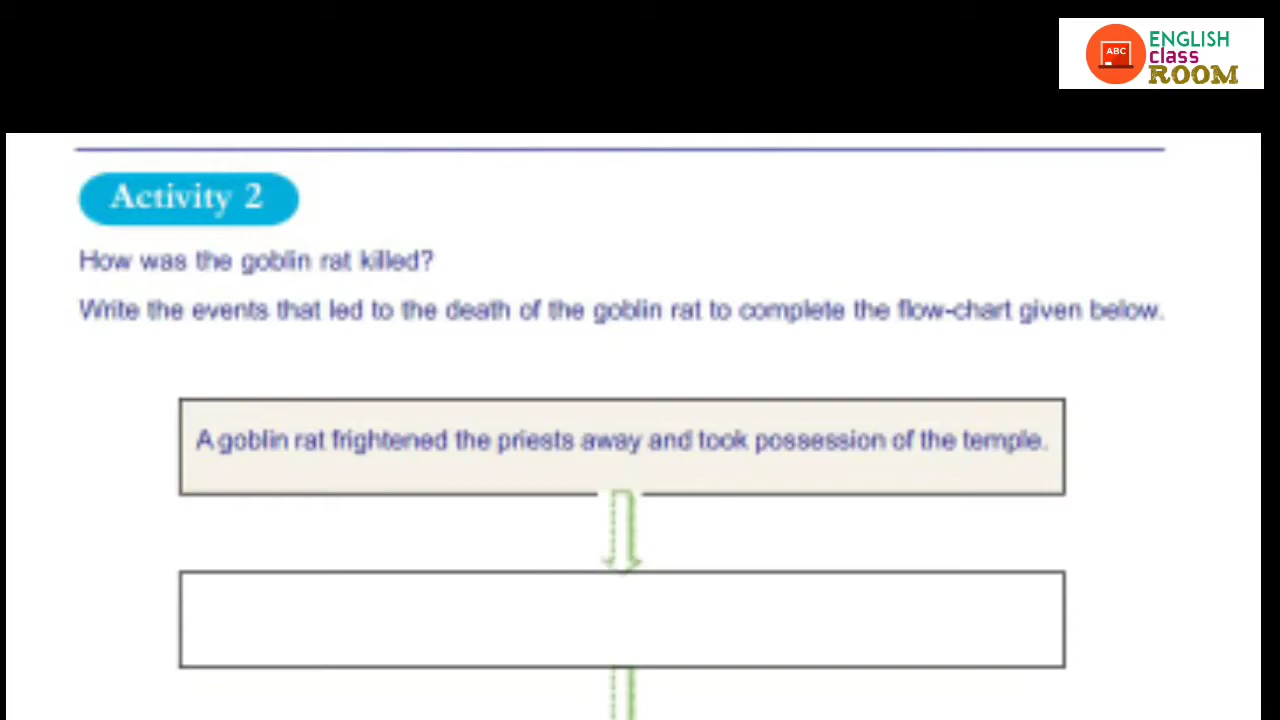 ABC
ENGLISH
class
ROOM
Activity 2
How was the goblin rat killed?
Write the events that led to the death of the goblin rat to complete the flow-chart given below.
A goblin rat frightened the priests away and took possession of the temple.